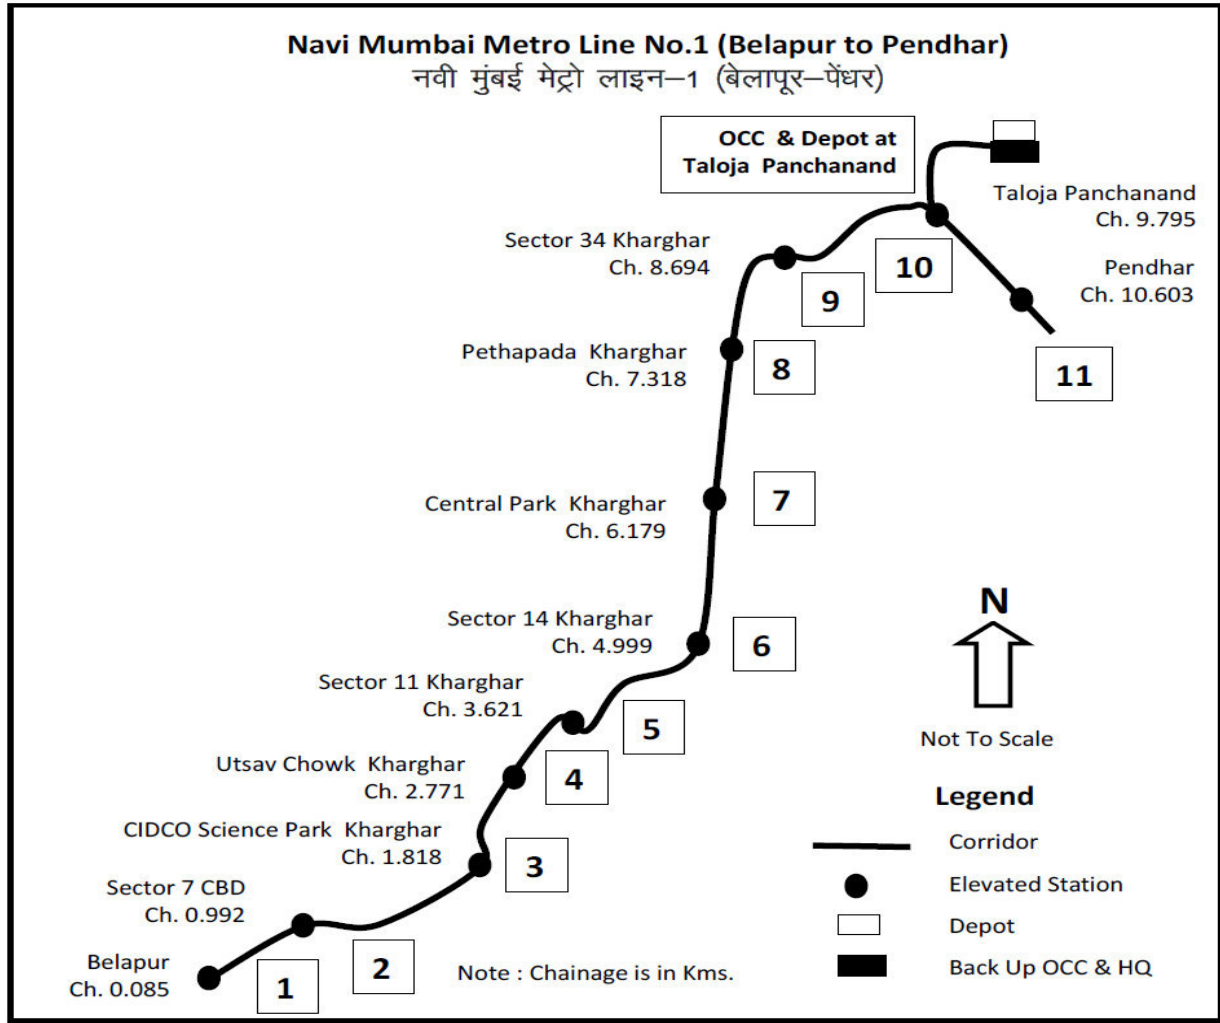 Navi Mumbai Metro Line No.1 (Belapur to Pendhar)
नवी मुंबई मेट्रो लाइन–1 (बेलापूर–पेंधर)
OCC & Depot at
Taloja Panchanand
Taloja Panchanand
Ch. 9.795
Sector 34 Kharghar
Ch. 8.694
10
Pendhar
Ch. 10.603
9
Pethapada Kharghar
Ch. 7.318
8
11
Central Park Kharghar
Ch. 6.179
7
N
Sector 14 Kharghar
Ch. 4.999
6
Sector 11 Kharghar
Ch. 3.621
5
Not To Scale
Utsav Chowk Kharghar
Ch. 2.771
4
Legend
CIDCO Science Park Kharghar
Ch. 1.818
3
Corridor
Elevated Station
Sector 7 CBD
Ch. 0.992
2
Depot
Belapur
Ch. 0.085
1
Note : Chainage is in Kms.
Back Up OCC & HQ